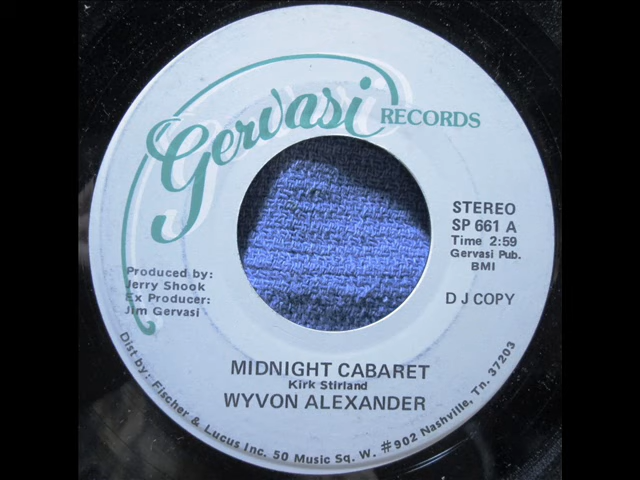 Gervasi RECORDS
STEREO
SP 661 A
Time 2:59
Gervasi Pub.
BMI
D J COPY
Produced by:
Jerry Shook
Ex Producer:
Jim Gervasi
MIDNIGHT CABARET
Kirk Stirland
WYVON ALEXANDER
Dist by: Fischer & Lucus Inc. 50 Music Sq. W. #902 Nashville, Tn. 37203